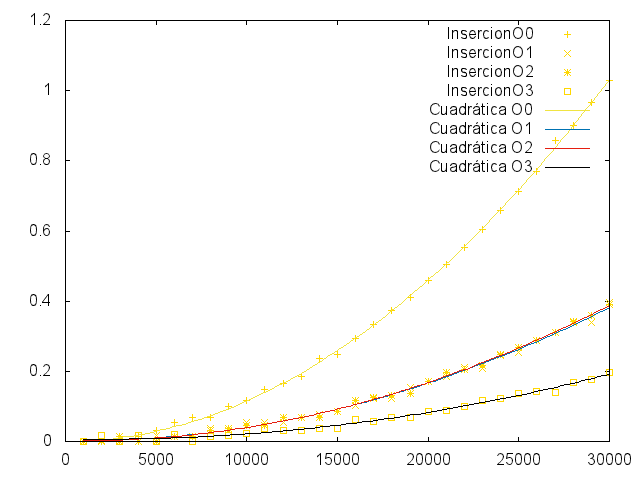 1.2
1
0.8
0.6
0.4
0.2
0
InsercionO0
InsercionO1
InsercionO2
InsercionO3
Cuadrática O0
Cuadrática O1
Cuadrática O2
Cuadrática O3
0 5000 10000 15000 20000 25000 30000